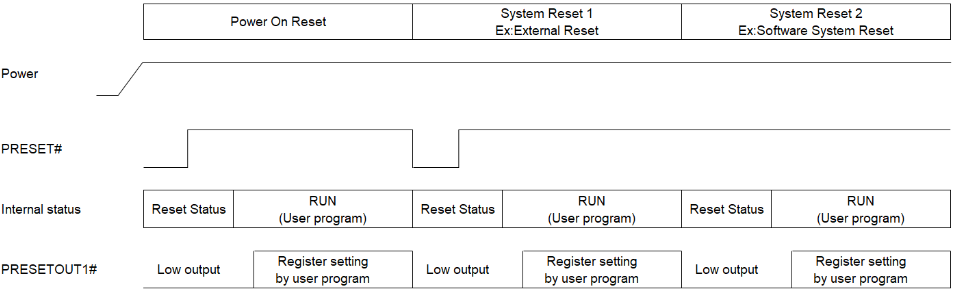 Power On Reset
System Reset 1
Ex:External Reset
System Reset 2
Ex:Software System Reset
Power
PRESET#
Internal status
Reset Status
RUN
(User program)
Reset Status
RUN
(User program)
Reset Status
RUN
(User program)
PRESETOUT1#
Low output
Register setting
by user program
Low output
Register setting
by user program
Low output
Register setting
by user program